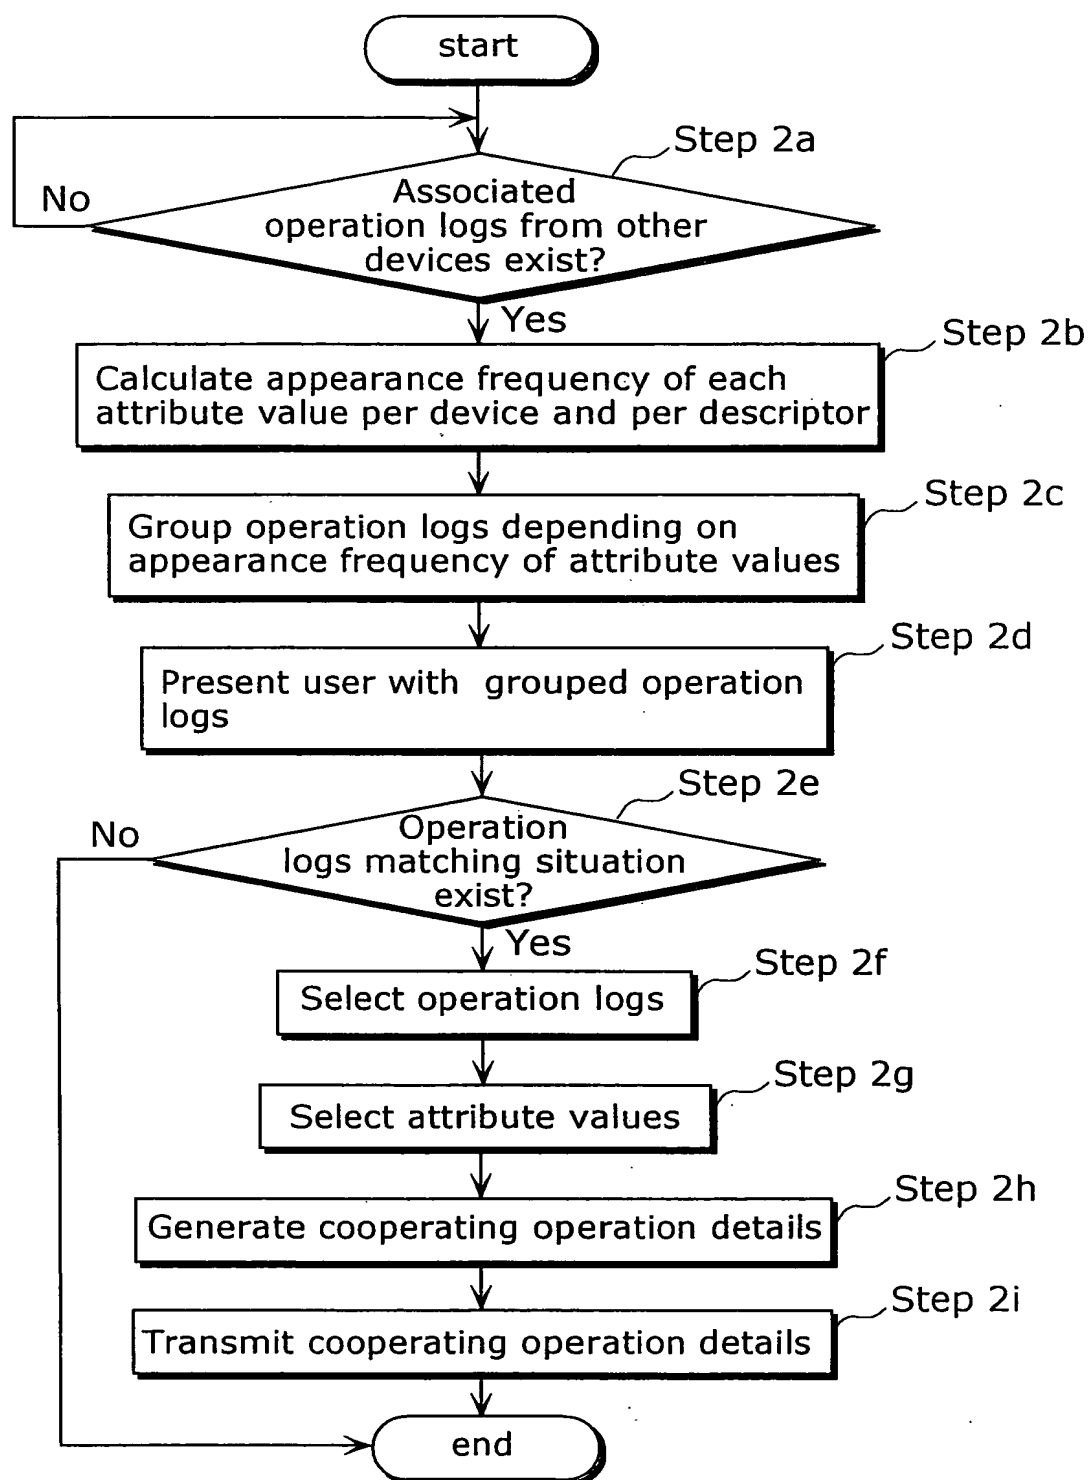 start
Step 2a
No
Associated
operation logs from other
devices exist?
Yes
Step 2b
Calculate appearance frequency of each
attribute value per device and per descriptor
Step 2c
Group operation logs depending on
appearance frequency of attribute values
Step 2d
Present user with grouped operation
logs
Step 2e
No
Operation
logs matching situation
exist?
Yes
Step 2f
Select operation logs
Step 2g
Select attribute values
Step 2h
Generate cooperating operation details
Step 2i
Transmit cooperating operation details
end